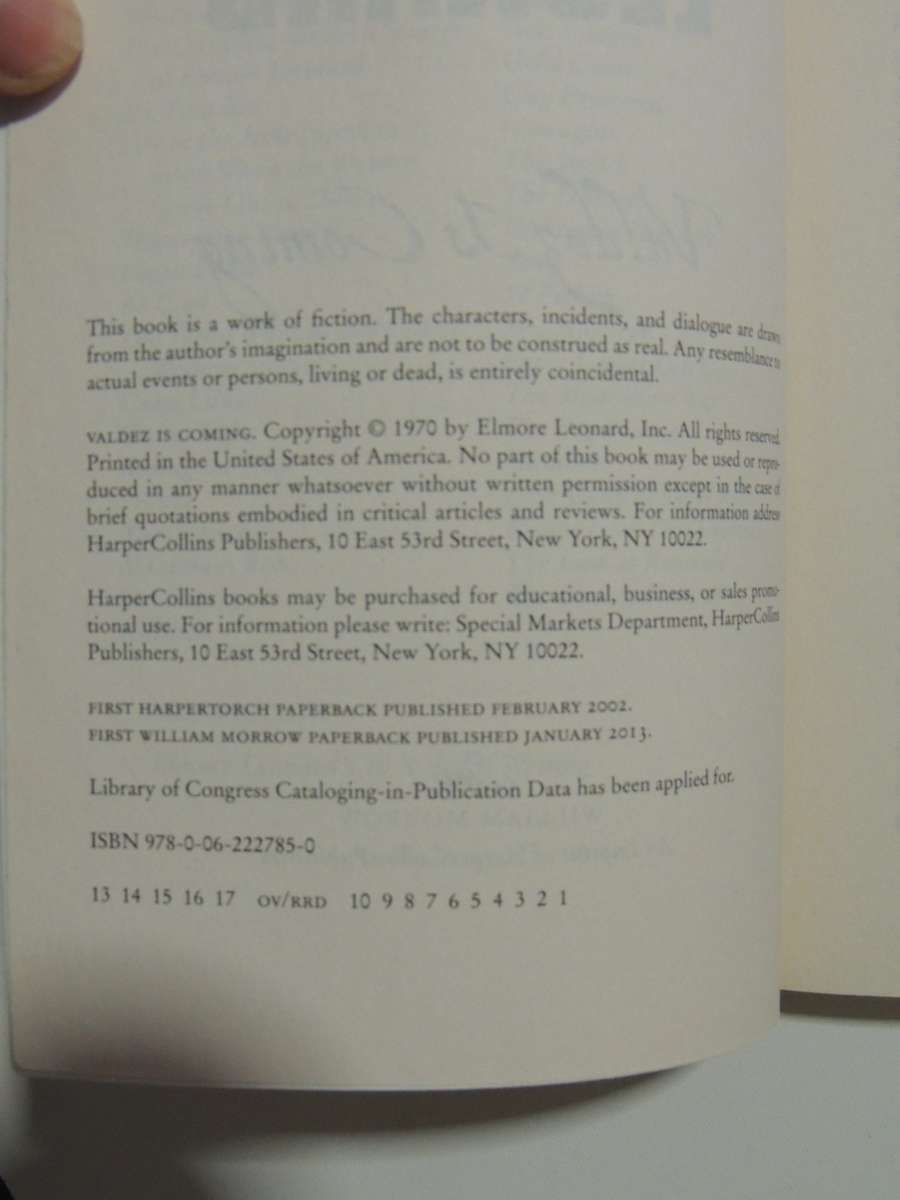 This book is a work of fiction. The characters, incidents, and dialogue are drawn
from the author's imagination and are not to be construed as real. Any resemblance to
actual events or persons, living or dead, is entirely coincidental.
VALDEZ IS COMING. Copyright © 1970 by Elmore Leonard, Inc. All rights reserved.
Printed in the United States of America. No part of this book may be used or repro-
duced in any manner whatsoever without written permission except in the case of
brief quotations embodied in critical articles and reviews. For information address
HarperCollins Publishers, 10 East 53rd Street, New York, NY 10022.
HarperCollins books may be purchased for educational, business, or sales promo-
tional use. For information please write: Special Markets Department, HarperCollins
Publishers, 10 East 53rd Street, New York, NY 10022.
FIRST HARPERTORCH PAPERBACK PUBLISHED FEBRUARY 2002.
FIRST WILLIAM MORROW PAPERBACK PUBLISHED JANUARY 2013.
Library of Congress Cataloging-in-Publication Data has been applied for.
ISBN 978-0-06-222785-0
13 14 15 16 17 OV/RRD 10 9 8 7 6 5 4 3 2 1